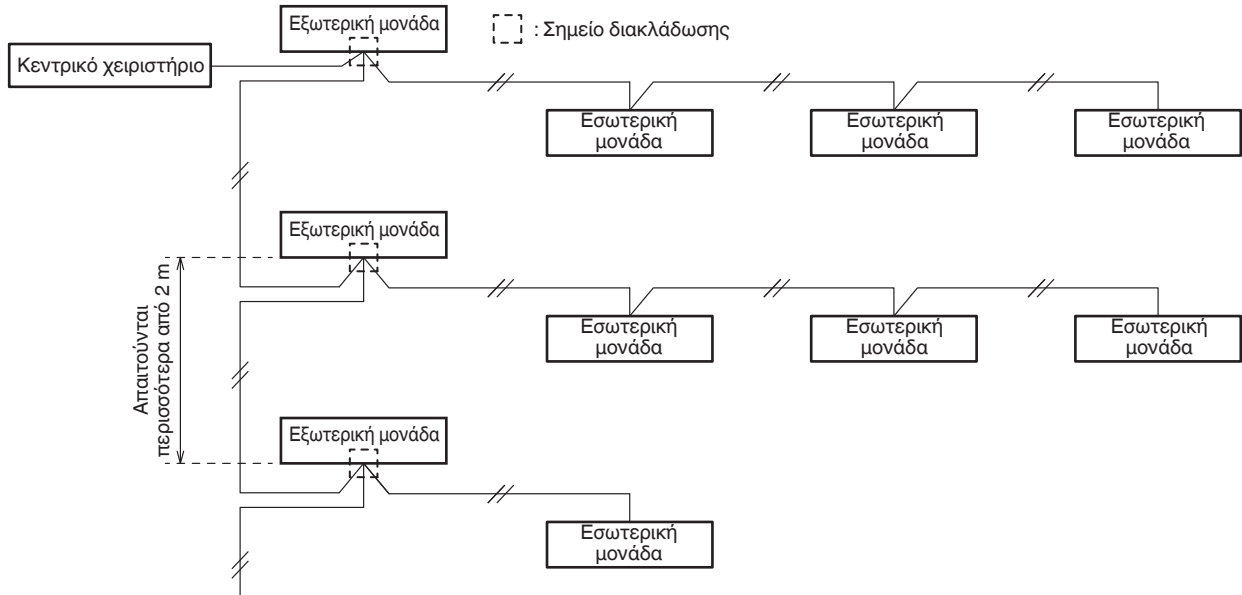 Εξωτερική μονάδα
: Σημείο διακλάδωσης
Κεντρικό χειριστήριο
Εσωτερική
μονάδα
Εσωτερική
μονάδα
Εσωτερική
μονάδα
Εξωτερική μονάδα
Απαιτούνται
περισσότερα από 2 m
Εσωτερική
μονάδα
Εσωτερική
μονάδα
Εσωτερική
μονάδα
Εξωτερική μονάδα
Εσωτερική
μονάδα